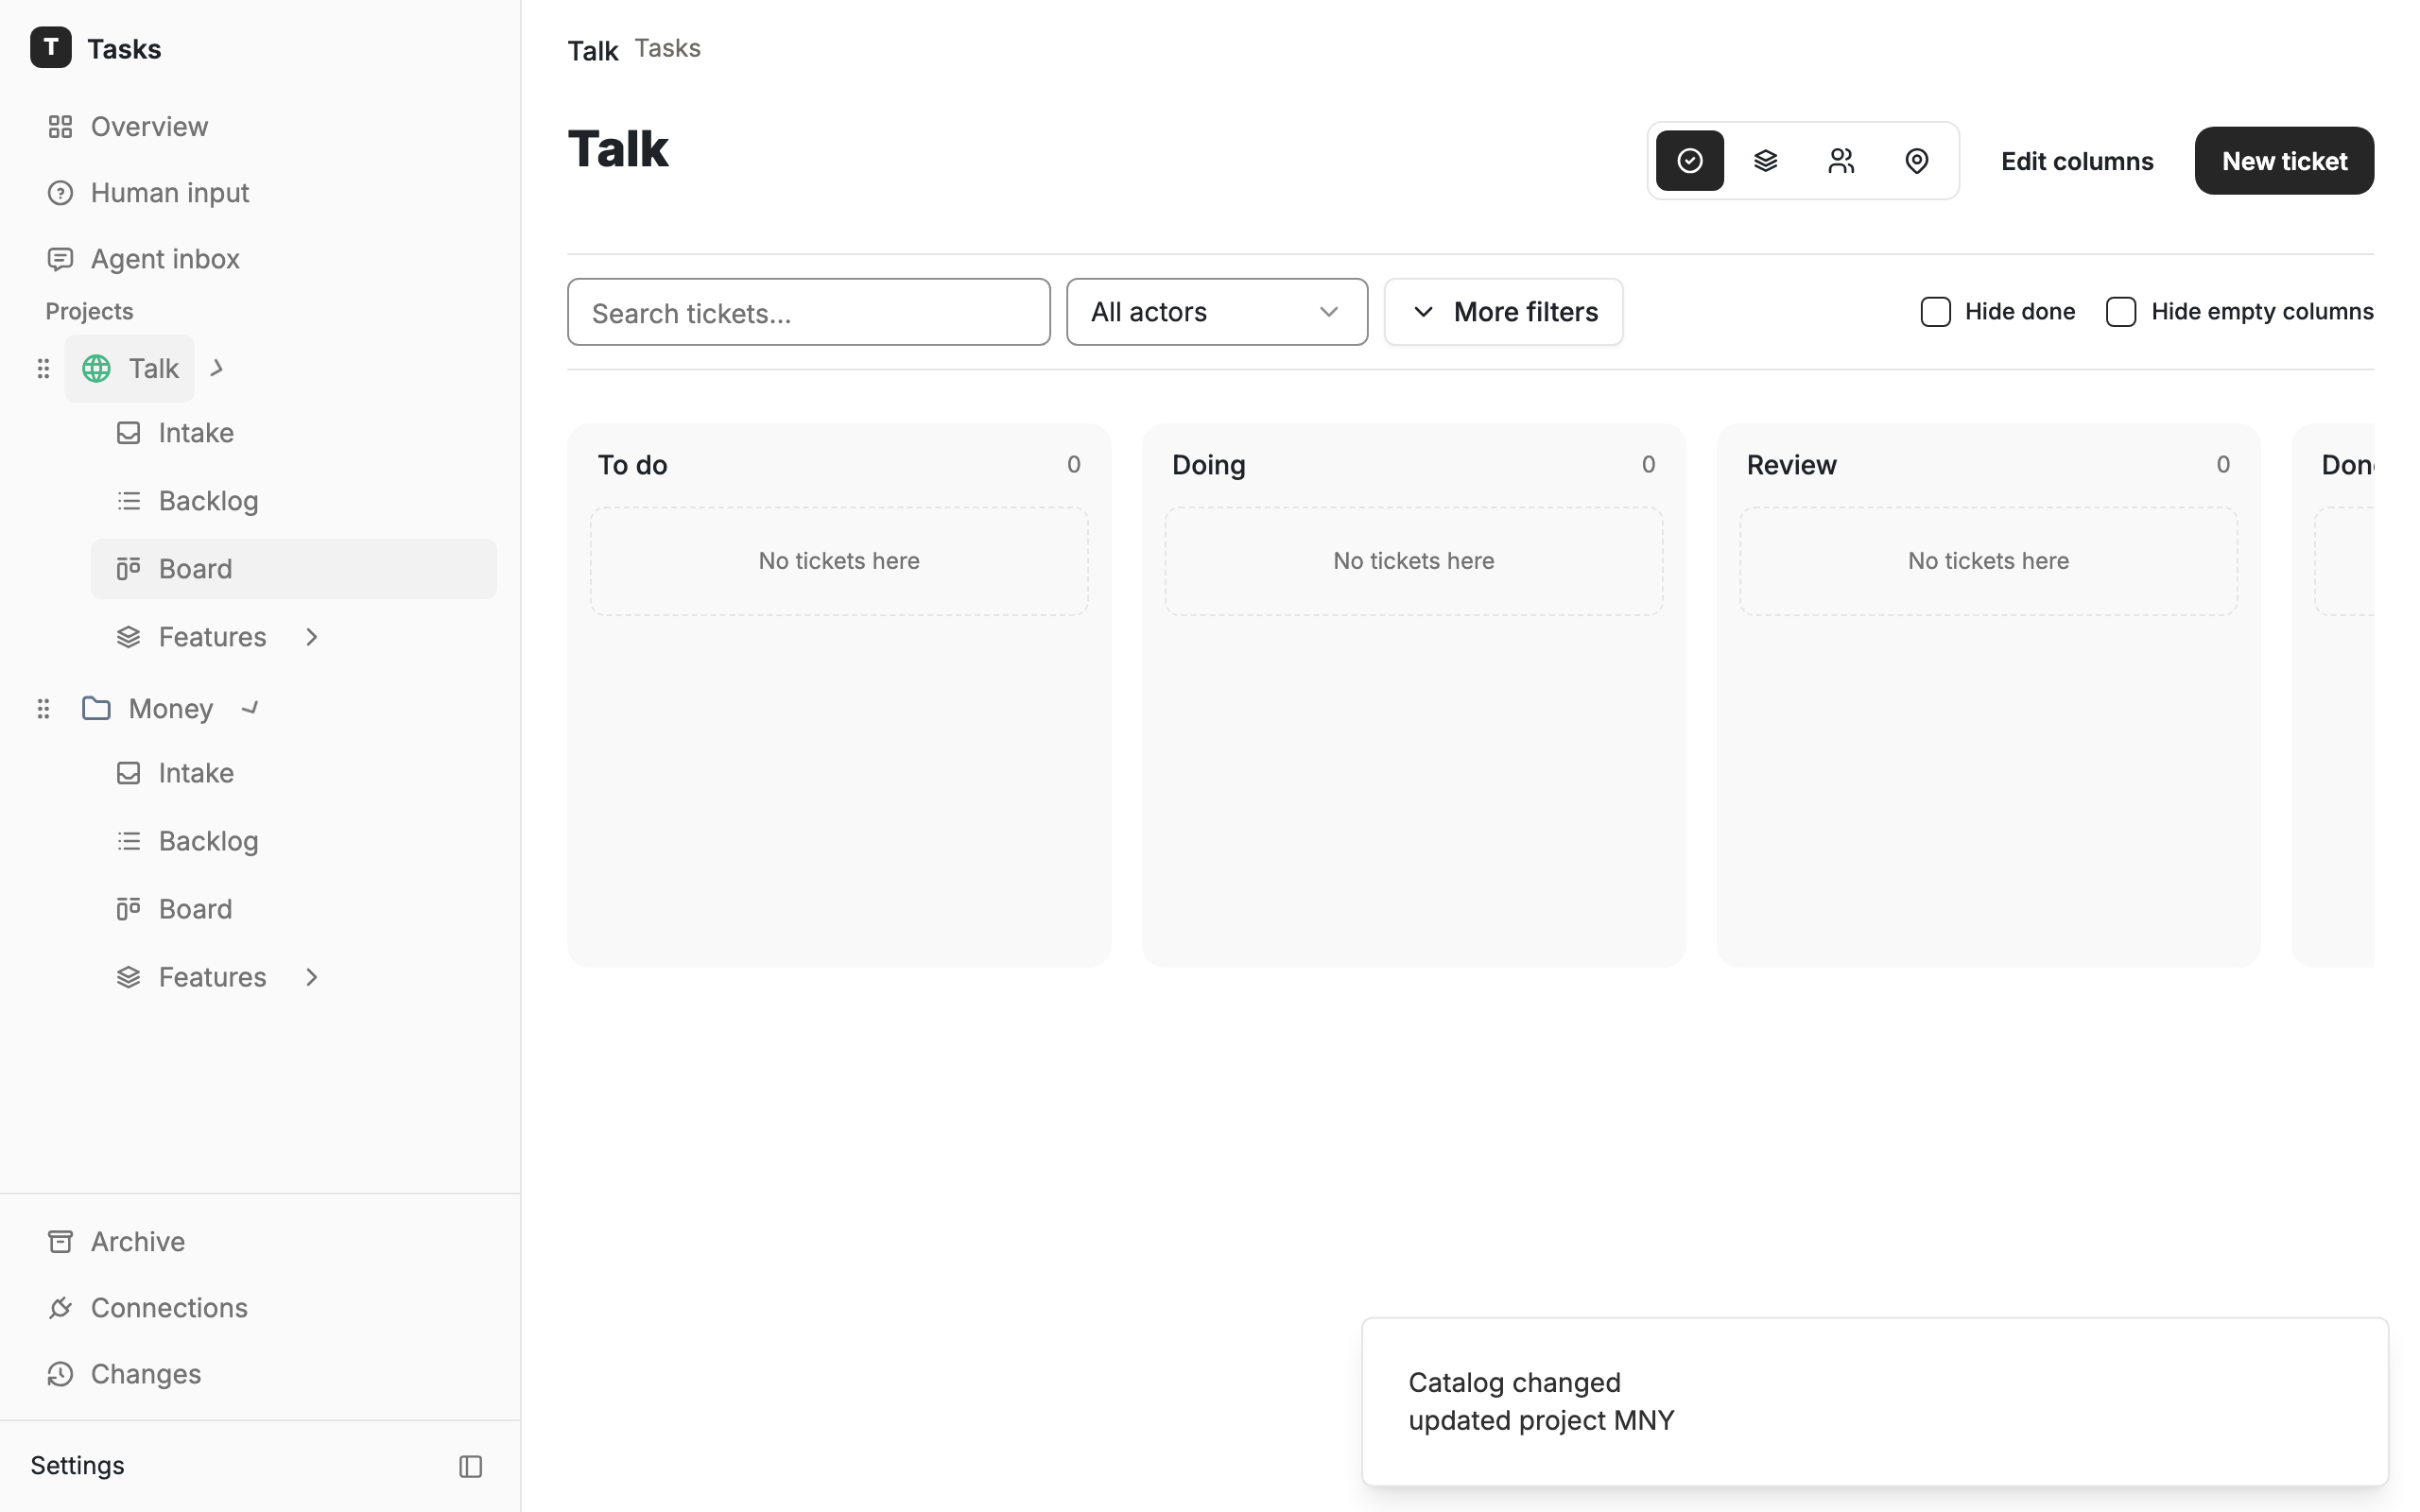 T Tasks
Overview
Human input
Agent inbox
Projects
Talk
Intake
Backlog
Board
Features
Money
Intake
Backlog
Board
Features
Archive
Connections
Changes
Settings
Talk Tasks
Talk
Edit columns
New ticket
Search tickets...
All actors
More filters
Hide done
Hide empty columns
To do 0
No tickets here
Doing 0
No tickets here
Review 0
No tickets here
Catalog changed
updated project MNY